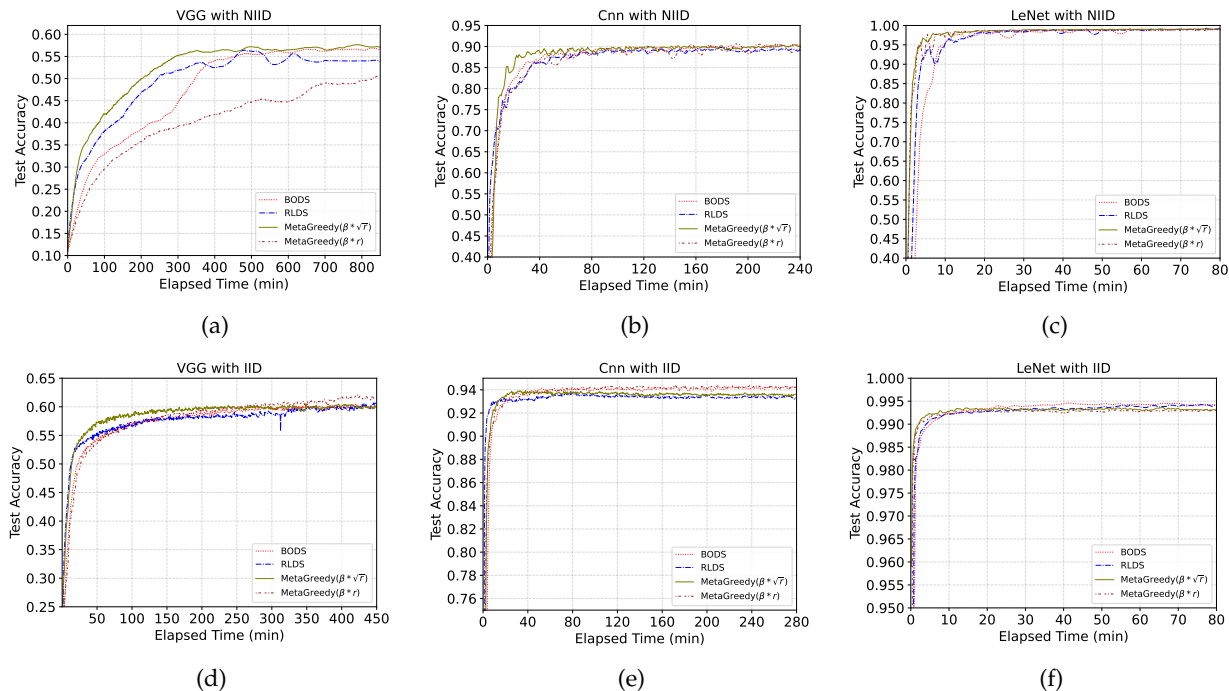 VGG with NIID
Test Accuracy
0.60
0.55
0.50
0.45
0.40
0.35
0.30
0.25
0.20
0.15
0.10
BODS
RLDS
MetaGreedy(β*√r)
MetaGreedy(β*r)
0 100 200 300 400 500 600 700 800
Elapsed Time (min)
(a)
Cnn with NIID
Test Accuracy
0.95
0.90
0.85
0.80
0.75
0.70
0.65
0.60
0.55
0.50
0.45
0.40
BODS
RLDS
MetaGreedy(β*√r)
MetaGreedy(β*r)
0 40 80 120 160 200 240
Elapsed Time (min)
(b)
LeNet with NIID
Test Accuracy
1.00
0.95
0.90
0.85
0.80
0.75
0.70
0.65
0.60
0.55
0.50
0.45
0.40
BODS
RLDS
MetaGreedy(β*√r)
MetaGreedy(β*r)
0 10 20 30 40 50 60 70 80
Elapsed Time (min)
(c)
VGG with IID
Test Accuracy
0.65
0.60
0.55
0.50
0.45
0.40
0.35
0.30
0.25
BODS
RLDS
MetaGreedy(β*√r)
MetaGreedy(β*r)
50 100 150 200 250 300 350 400 450
Elapsed Time (min)
(d)
Cnn with IID
Test Accuracy
0.94
0.92
0.90
0.88
0.86
0.84
0.82
0.80
0.78
0.76
BODS
RLDS
MetaGreedy(β*√r)
MetaGreedy(β*r)
0 40 80 120 160 200 240 280
Elapsed Time (min)
(e)
LeNet with IID
Test Accuracy
1.000
0.995
0.990
0.985
0.980
0.975
0.970
0.965
0.960
0.955
0.950
BODS
RLDS
MetaGreedy(β*√r)
MetaGreedy(β*r)
0 10 20 30 40 50 60 70 80
Elapsed Time (min)
(f)